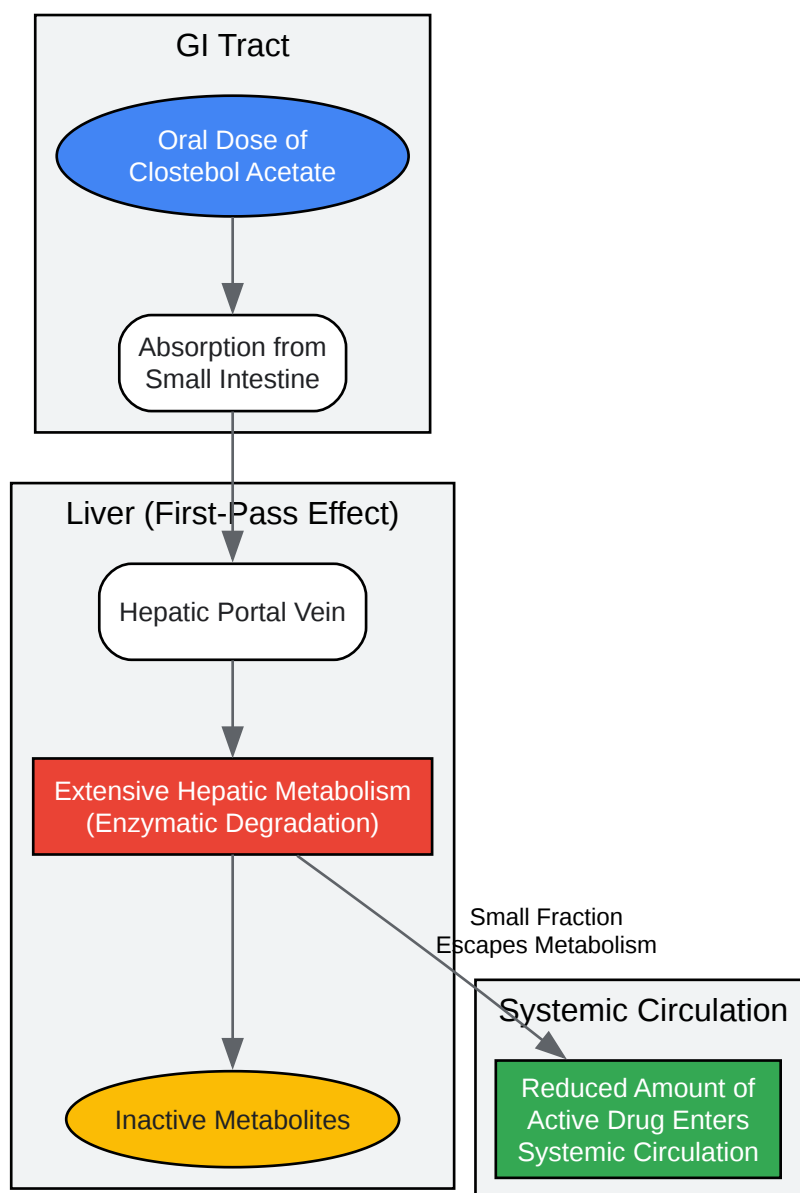 GI Tract
Oral Dose of
Clostebol Acetate
Absorption from
Small Intestine
Liver (First-Pass Effect)
Hepatic Portal Vein
Extensive Hepatic Metabolism
(Enzymatic Degradation)
Small Fraction
Escapes Metabolism
Systemic Circulation
Reduced Amount of
Active Drug Enters
Systemic Circulation
Inactive Metabolites